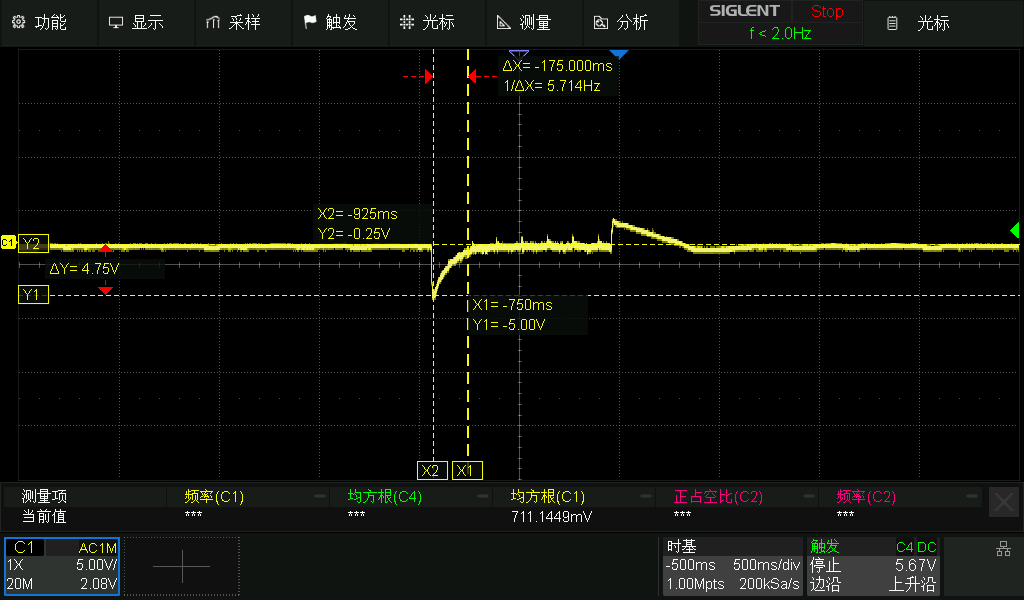 功能 显示 采样 触发 光标 测量 分析 SIGLENT Stop 光标
f < 2.0Hz
ΔX= -175.000ms
1/ΔX= 5.714Hz
X2= -925ms
Y2= -0.25V
C1 Y2
ΔY= 4.75V
Y1
X1= -750ms
Y1= -5.00V
X2 X1
测量项 频率(C1) 均方根(C4) 均方根(C1) 正占空比(C2) 频率(C2)
当前值 *** *** 711.1449mV *** ***
C1 AC1M 时基 触发 C4 DC
1X 5.00V/ -500ms 500ms/div 停止 5.67V
20M 2.08V 1.00Mpts 200kSa/s 边沿 上升沿